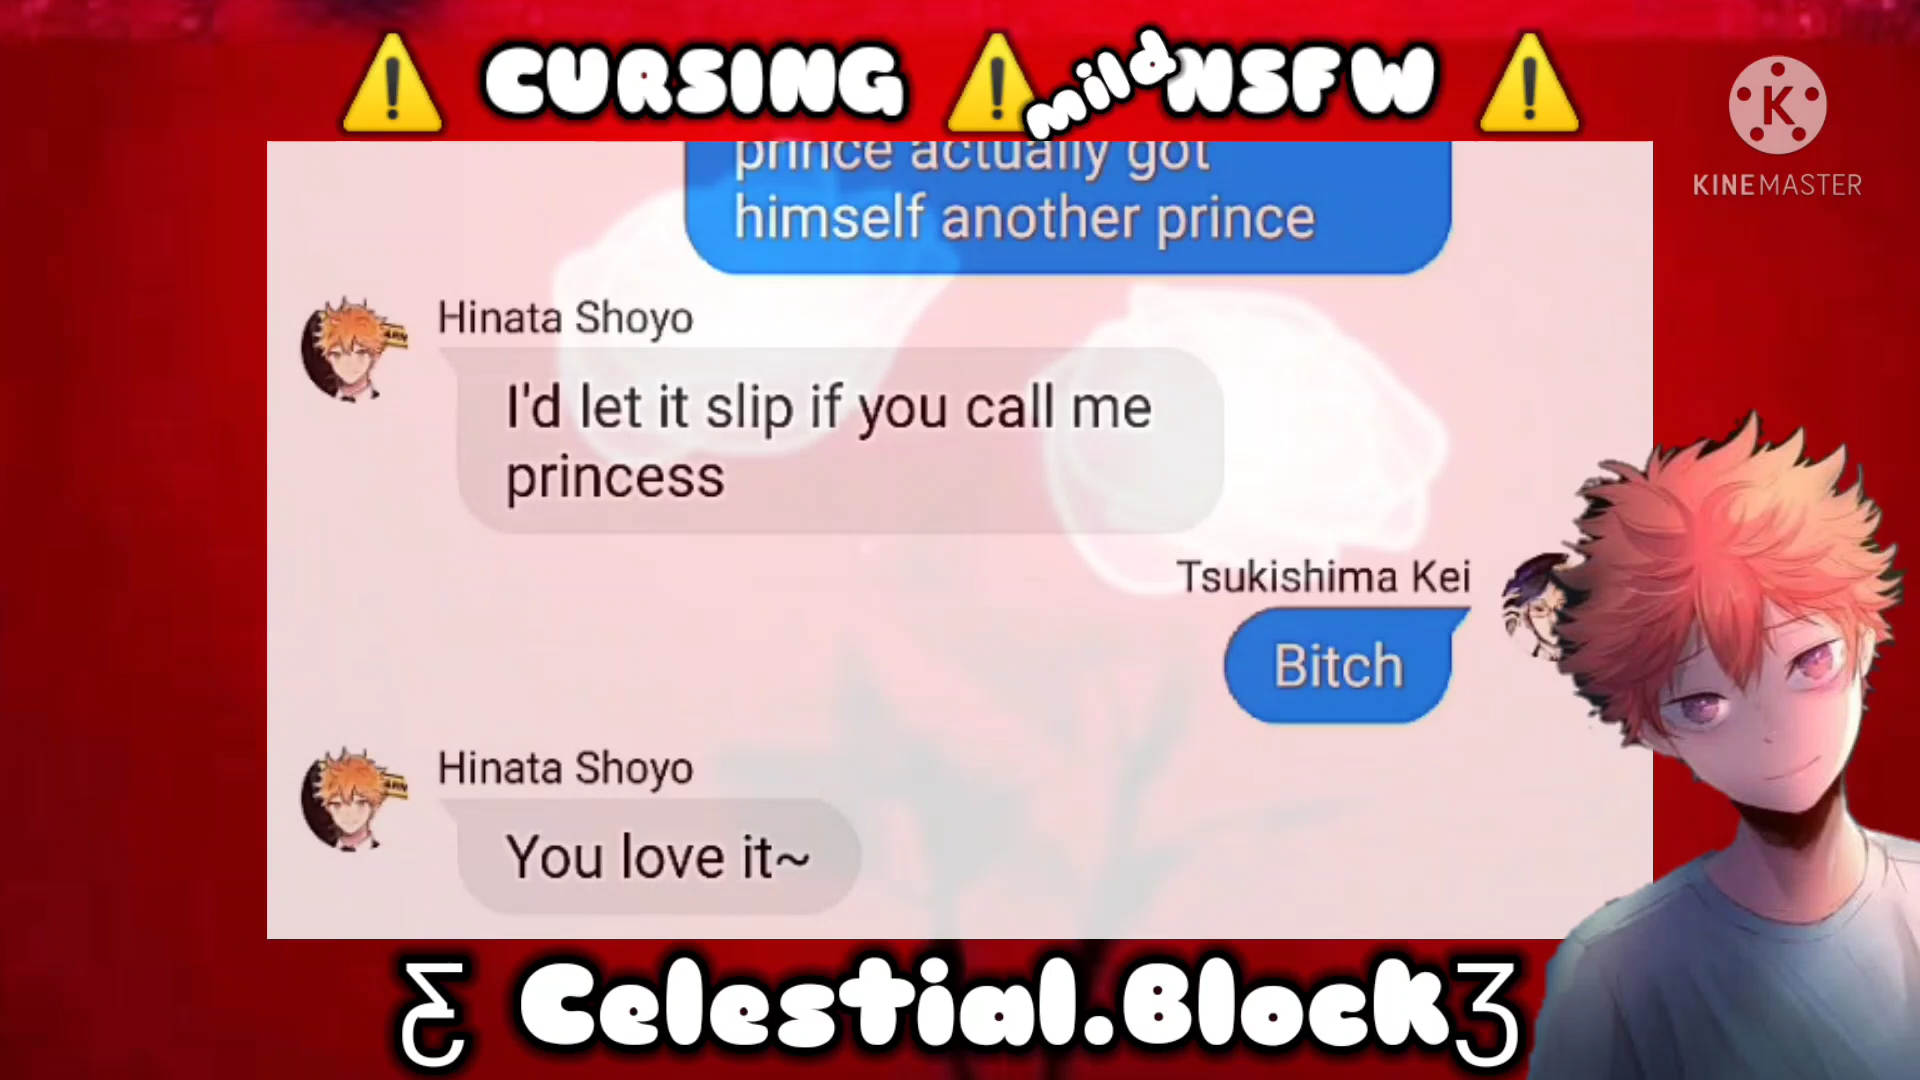 ⚠️ CURSING ⚠️ mild NSFW ⚠️
KINEMASTER
prince actually got
himself another prince
Hinata Shoyo
I'd let it slip if you call me
princess
Tsukishima Kei
Bitch
Hinata Shoyo
You love it~
Ƹ Celestial.Block Ʒ